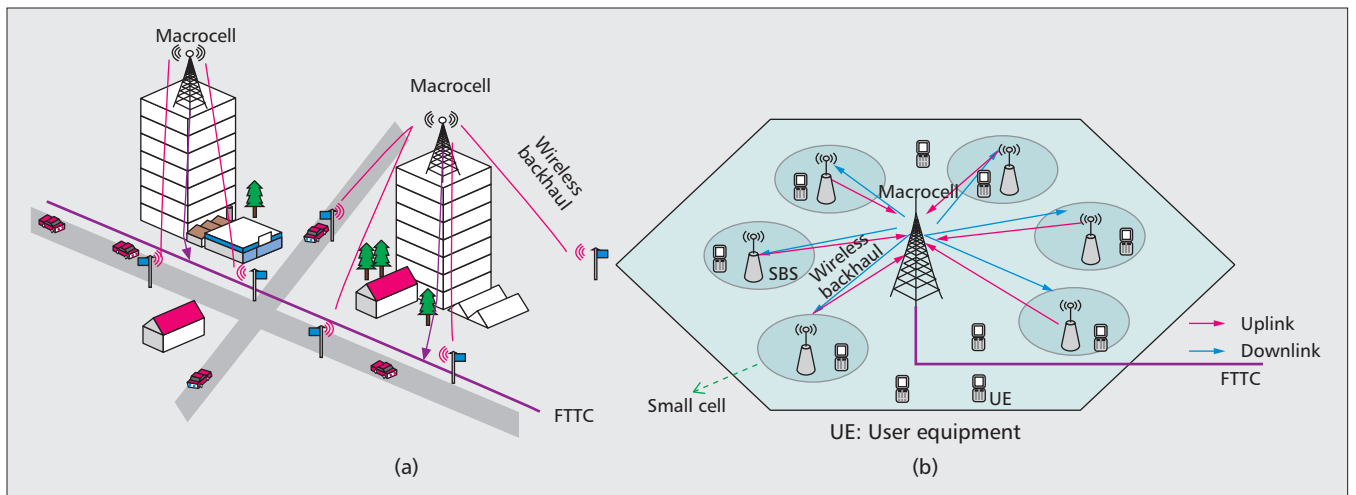 Macrocell
Macrocell
Wireless
backhaul
FTTC
(a)
Macrocell
SBS
Wireless
backhaul
Uplink
Downlink
FTTC
Small cell
UE
UE: User equipment
(b)